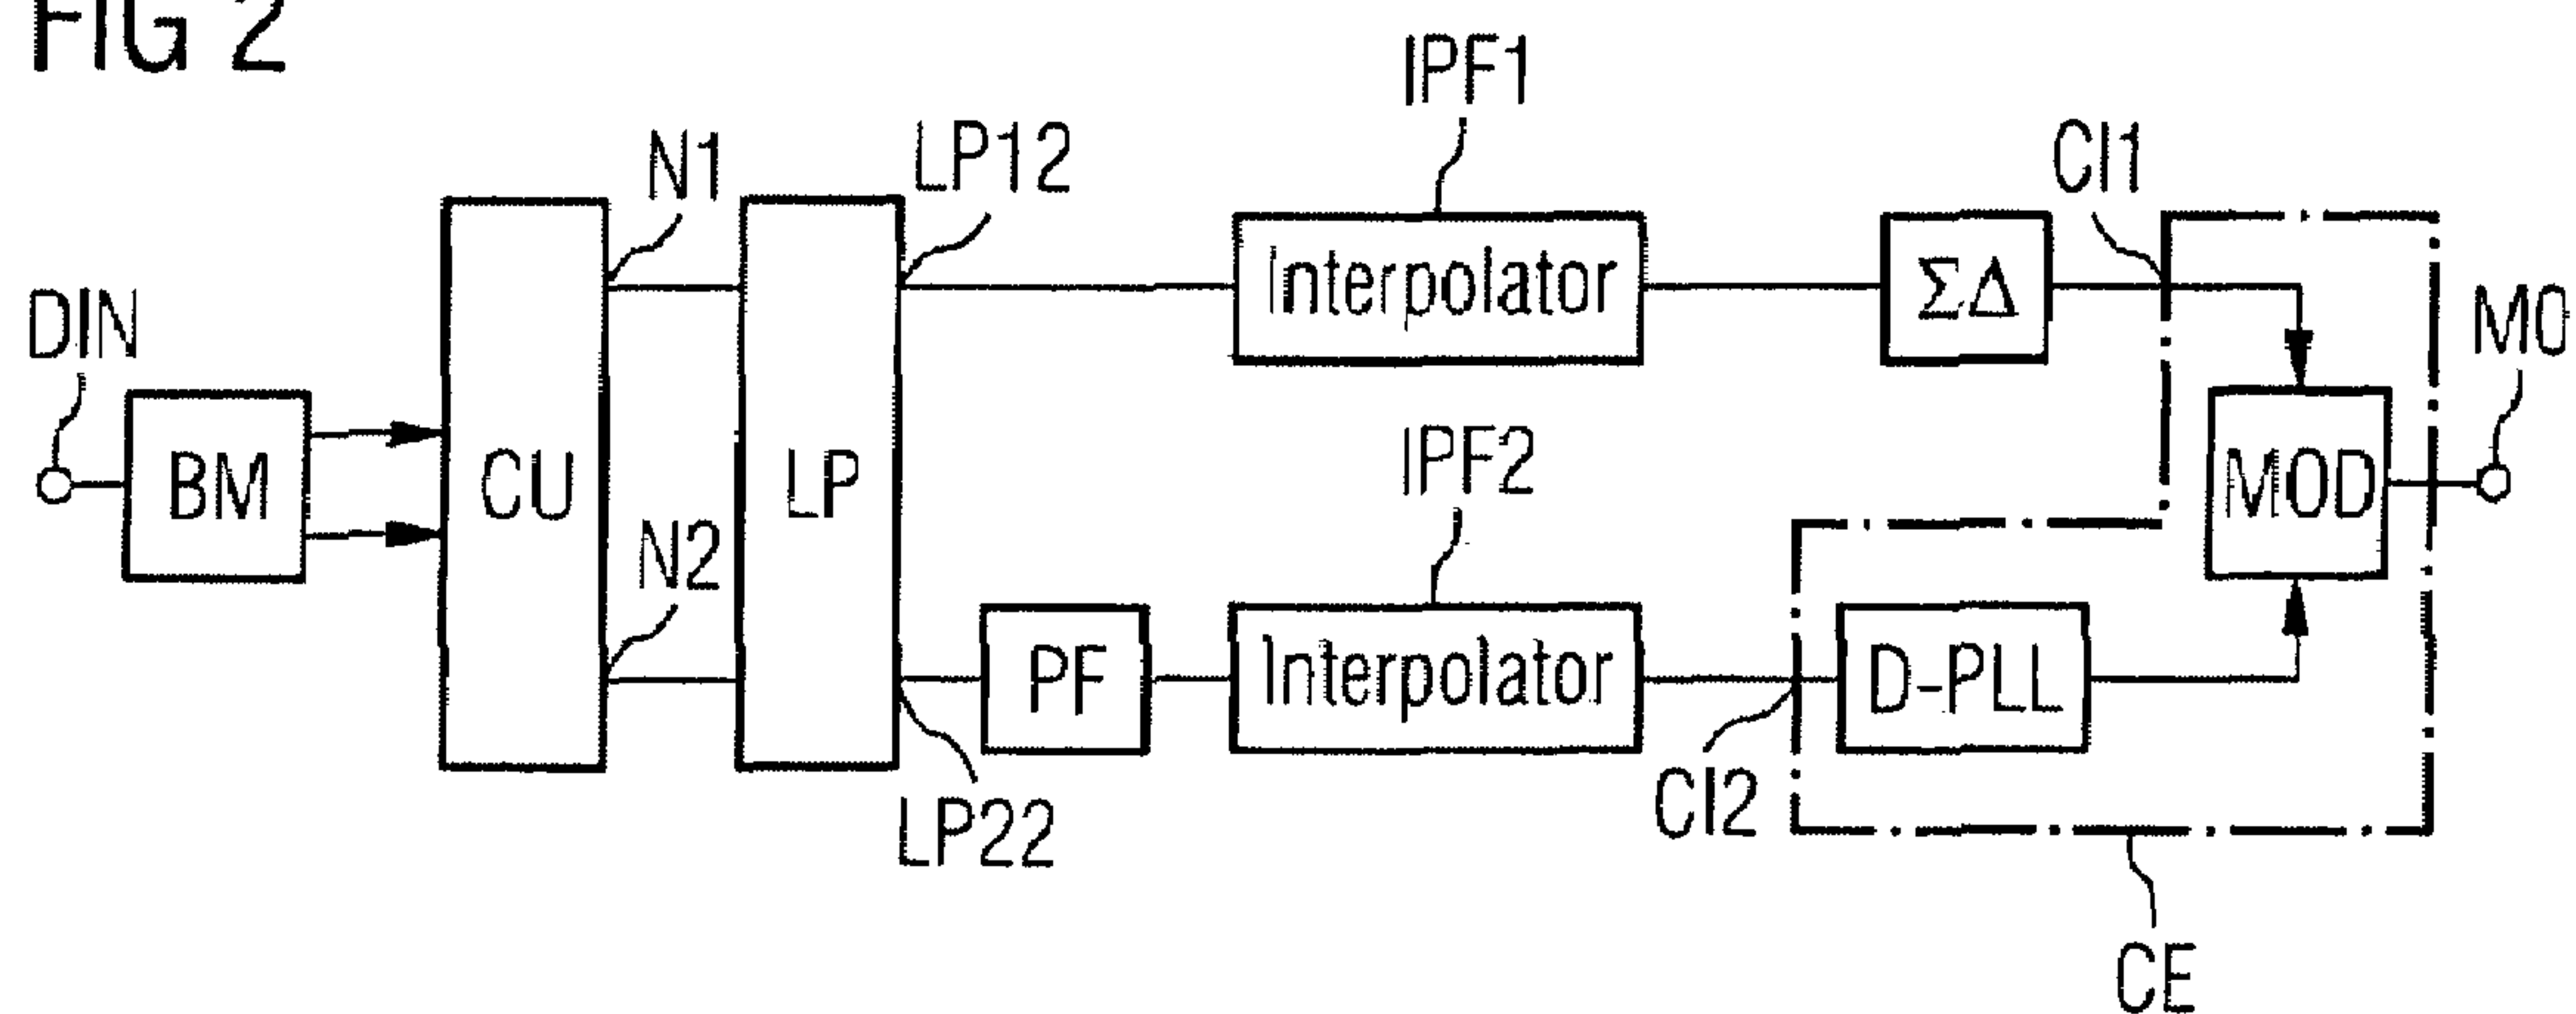 FIG 2
IPF1
N1
LP12
CI1
DIN
Interpolator
ΣΔ
MO
BM
CU
LP
IPF2
MOD
N2
PF
Interpolator
D-PLL
CI2
LP22
CE